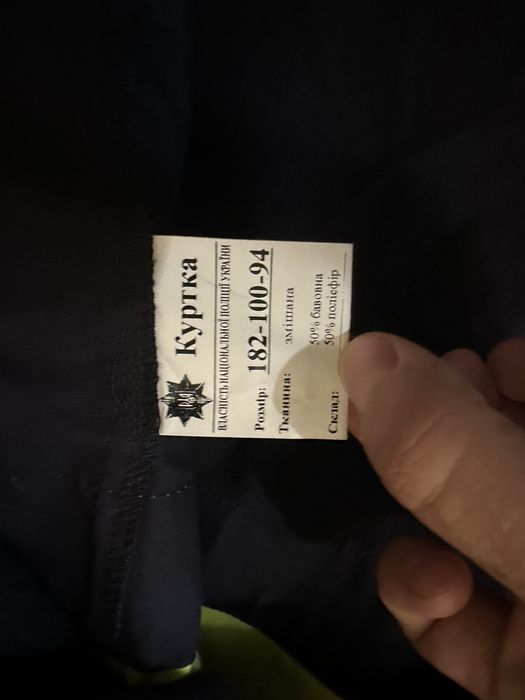 Куртка
ВЛАСНІСТЬ НАЦІОНАЛЬНОЇ ПОЛІЦІЇ УКРАЇНИ
Розмір: 182-100-94
Тканина: змішана
50% бавовна
Склад: 50% поліефір